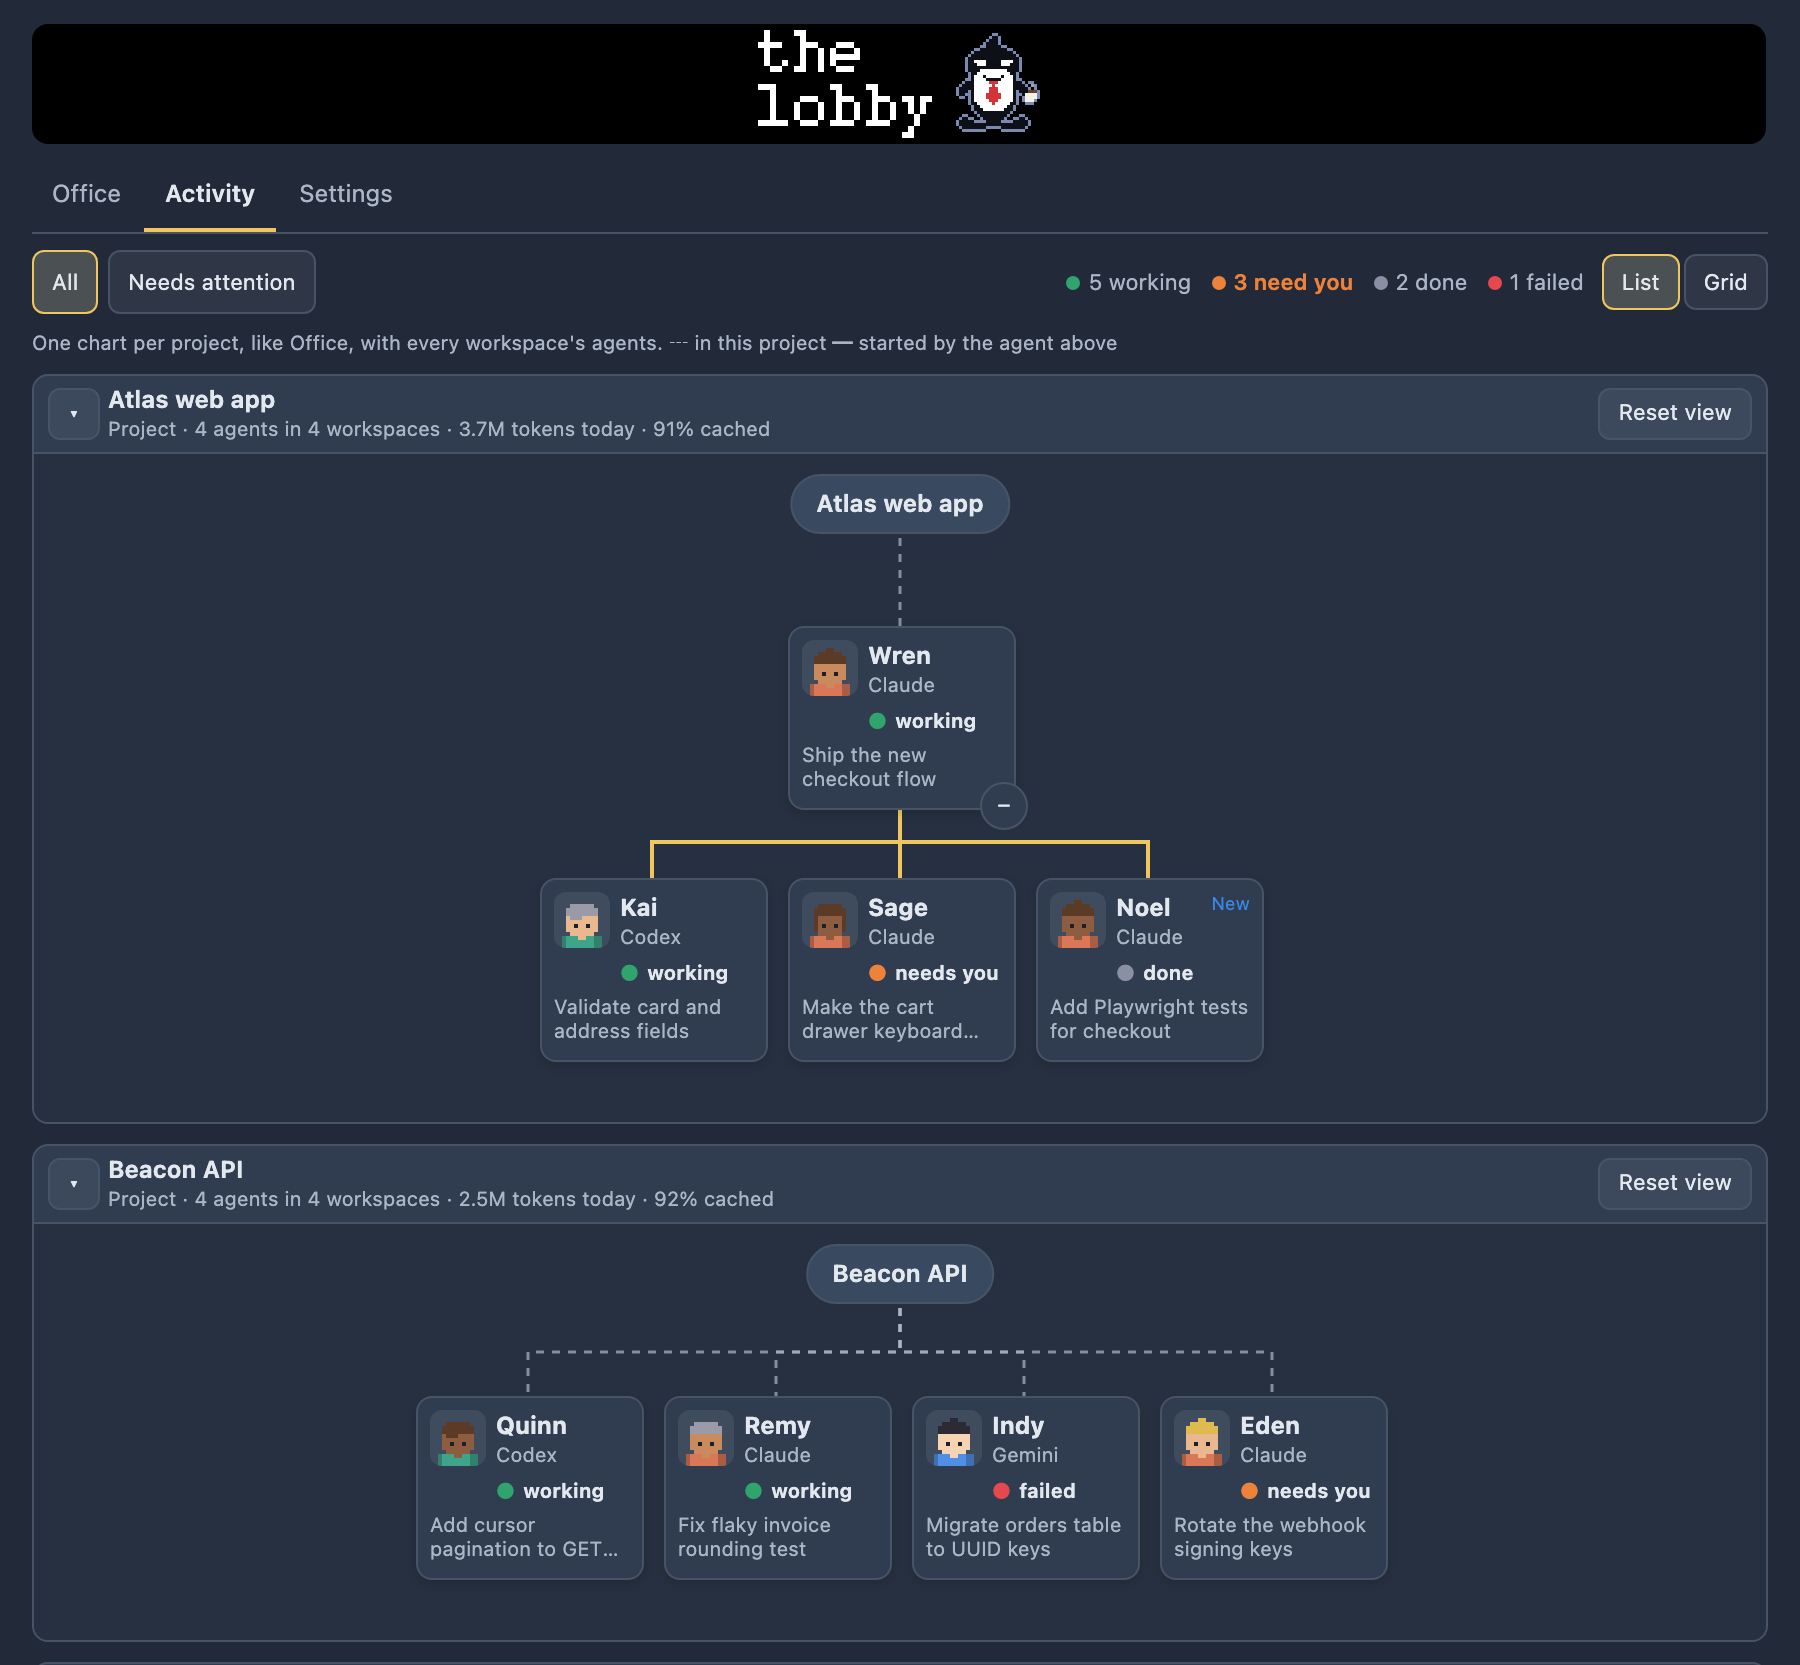 the
lobby
Office Activity Settings
All Needs attention 5 working 3 need you 2 done 1 failed List Grid
One chart per project, like Office, with every workspace's agents. --- in this project — started by the agent above
Atlas web app
Project · 4 agents in 4 workspaces · 3.7M tokens today · 91% cached
Reset view
Atlas web app
Wren
Claude
working
Ship the new
checkout flow
Kai
Codex
working
Validate card and
address fields
Sage
Claude
needs you
Make the cart
drawer keyboard...
Noel New
Claude
done
Add Playwright tests
for checkout
Beacon API
Project · 4 agents in 4 workspaces · 2.5M tokens today · 92% cached
Reset view
Beacon API
Quinn
Codex
working
Add cursor
pagination to GET...
Remy
Claude
working
Fix flaky invoice
rounding test
Indy
Gemini
failed
Migrate orders table
to UUID keys
Eden
Claude
needs you
Rotate the webhook
signing keys